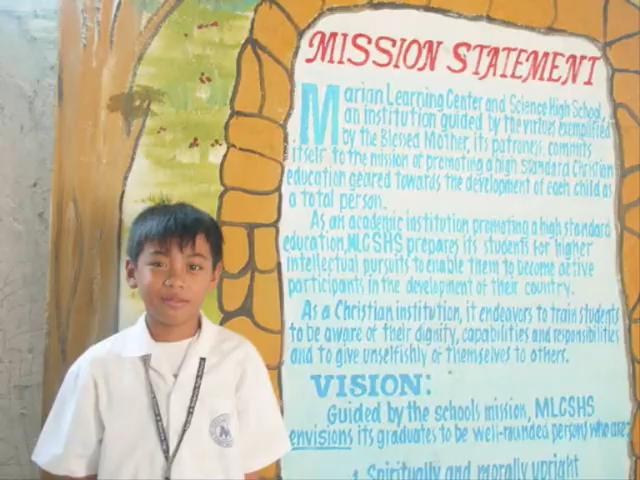 MISSION STATEMENT
Marian Learning Center and Science High School,
an institution guided by the virtues exemplified
by the Blessed Mother, its patroness, commits
itself to the mission of promoting a high standard Christian
education geared towards the development of each child as
a total person.
As an academic institution promoting a high standard
education, MLCSHS prepares its students for higher
intellectual pursuits to enable them to become active
participants in the development of their country.
As a Christian institution, it endeavors to train students
to be aware of their dignity, capabilities and responsibilities
and to give unselfishly of themselves to others.
VISION:
Guided by the schools mission, MLCSHS
envisions its graduates to be well-rounded persons who are:
1. Spiritually and morally upright